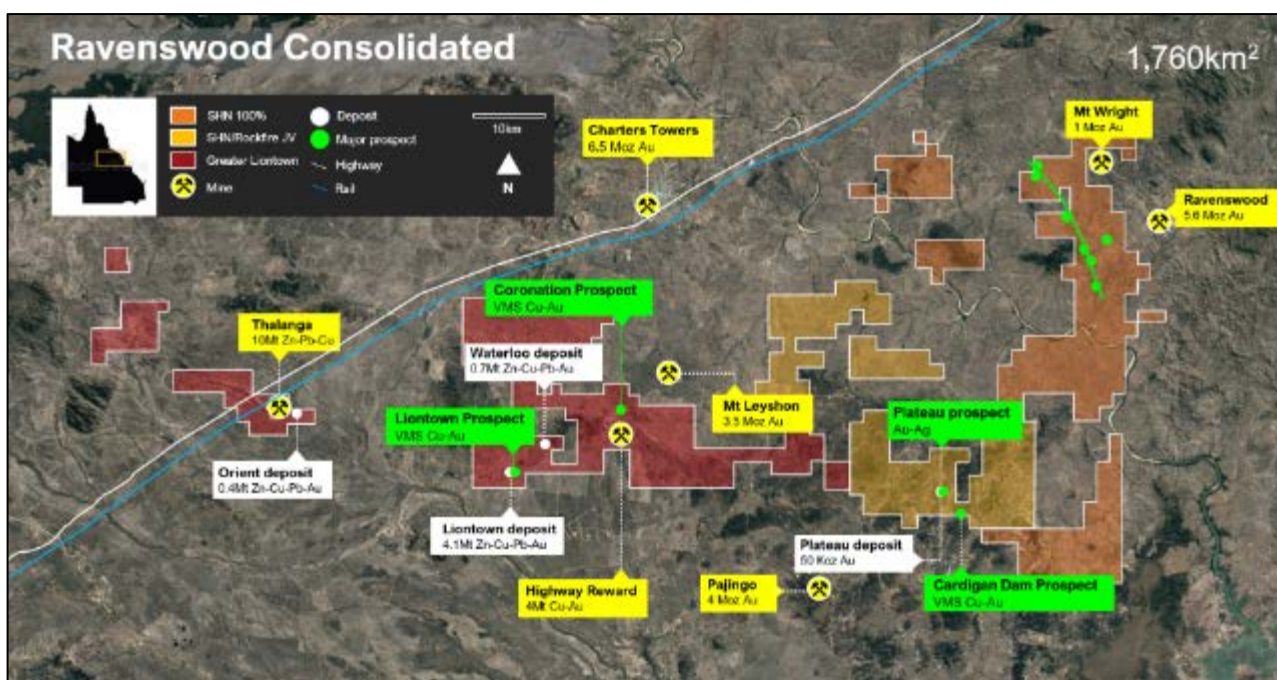 Ravenswood Consolidated
1,760km²
SHN 100%
SHN/Rockfire JV
Greater Liontown
Mine
Deposit
Major prospect
Highway
Rail
10km
N
Charters Towers
6.5 Moz Au
Mt Wright
1 Moz Au
Ravenswood
5.6 Moz Au
Coronation Prospect
VMS Cu-Au
Thalanga
10Mt Zn-Pb-Cu
Waterloo deposit
0.7Mt Zn-Cu-Pb-Au
Liontown Prospect
VMS Cu-Au
Mt Leyshon
3.5 Moz Au
Plateau prospect
Au-Ag
Orient deposit
0.4Mt Zn-Cu-Pb-Au
Liontown deposit
4.1Mt Zn-Cu-Pb-Au
Plateau deposit
50 Koz Au
Highway Reward
4Mt Cu-Au
Pajingo
4 Moz Au
Cardigan Dam Prospect
VMS Cu-Au